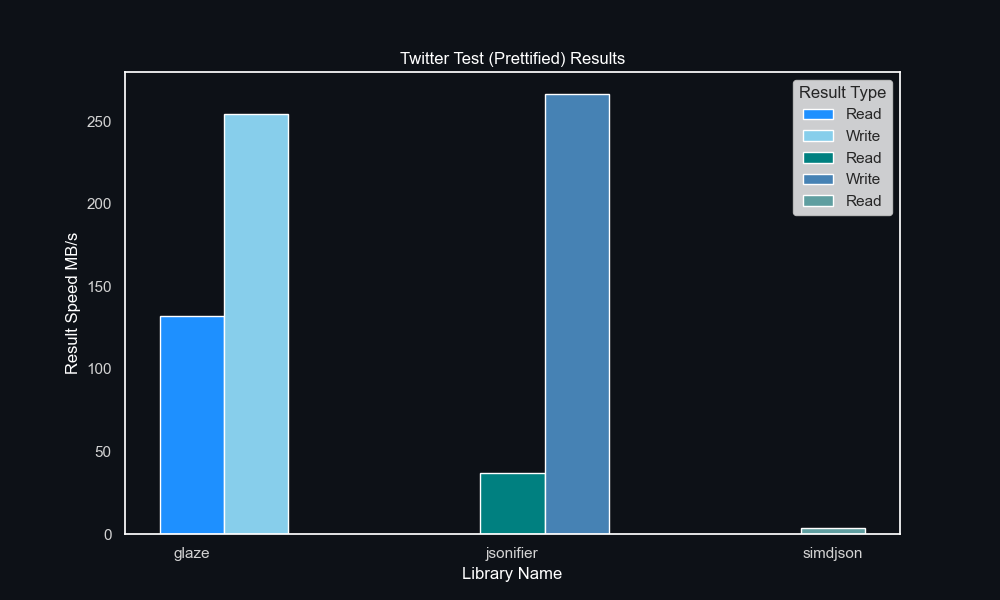 Twitter Test (Prettified) Results
Result Type
Read
Write
Read
Write
Read
250
200
150
100
50
0
Result Speed MB/s
glaze
jsonifier
simdjson
Library Name